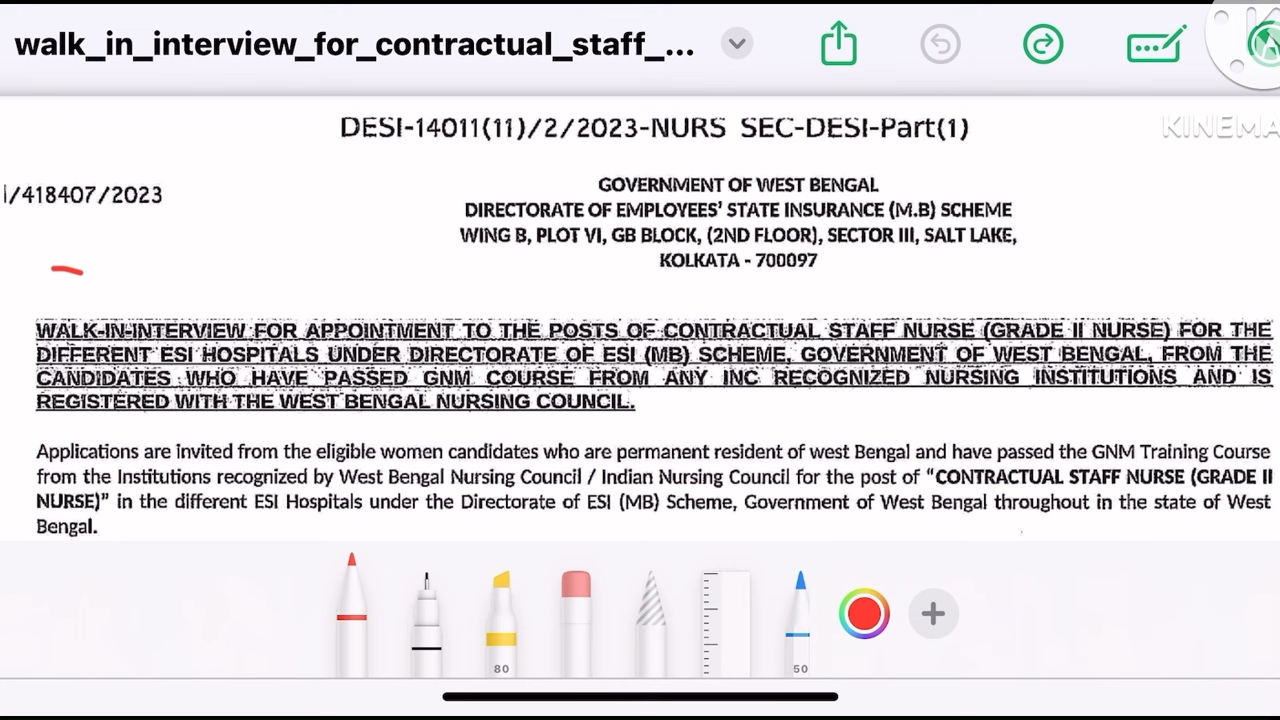 walk_in_interview_for_contractual_staff_...
DESI-14011(11)/2/2023-NURS SEC-DESI-Part(1)
KINEMA
/418407/2023
GOVERNMENT OF WEST BENGAL
DIRECTORATE OF EMPLOYEES' STATE INSURANCE (M.B) SCHEME
WING B, PLOT VI, GB BLOCK, (2ND FLOOR), SECTOR III, SALT LAKE,
KOLKATA - 700097
WALK-IN-INTERVIEW FOR APPOINTMENT TO THE POSTS OF CONTRACTUAL STAFF NURSE (GRADE II NURSE) FOR THE
DIFFERENT ESI HOSPITALS UNDER DIRECTORATE OF ESI (MB) SCHEME, GOVERNMENT OF WEST BENGAL, FROM THE
CANDIDATES WHO HAVE PASSED GNM COURSE FROM ANY INC RECOGNIZED NURSING INSTITUTIONS AND IS
REGISTERED WITH THE WEST BENGAL NURSING COUNCIL.
Applications are invited from the eligible women candidates who are permanent resident of west Bengal and have passed the GNM Training Course
from the Institutions recognized by West Bengal Nursing Council / Indian Nursing Council for the post of "CONTRACTUAL STAFF NURSE (GRADE II
NURSE)" in the different ESI Hospitals under the Directorate of ESI (MB) Scheme, Government of West Bengal throughout in the state of West
Bengal.
80
50